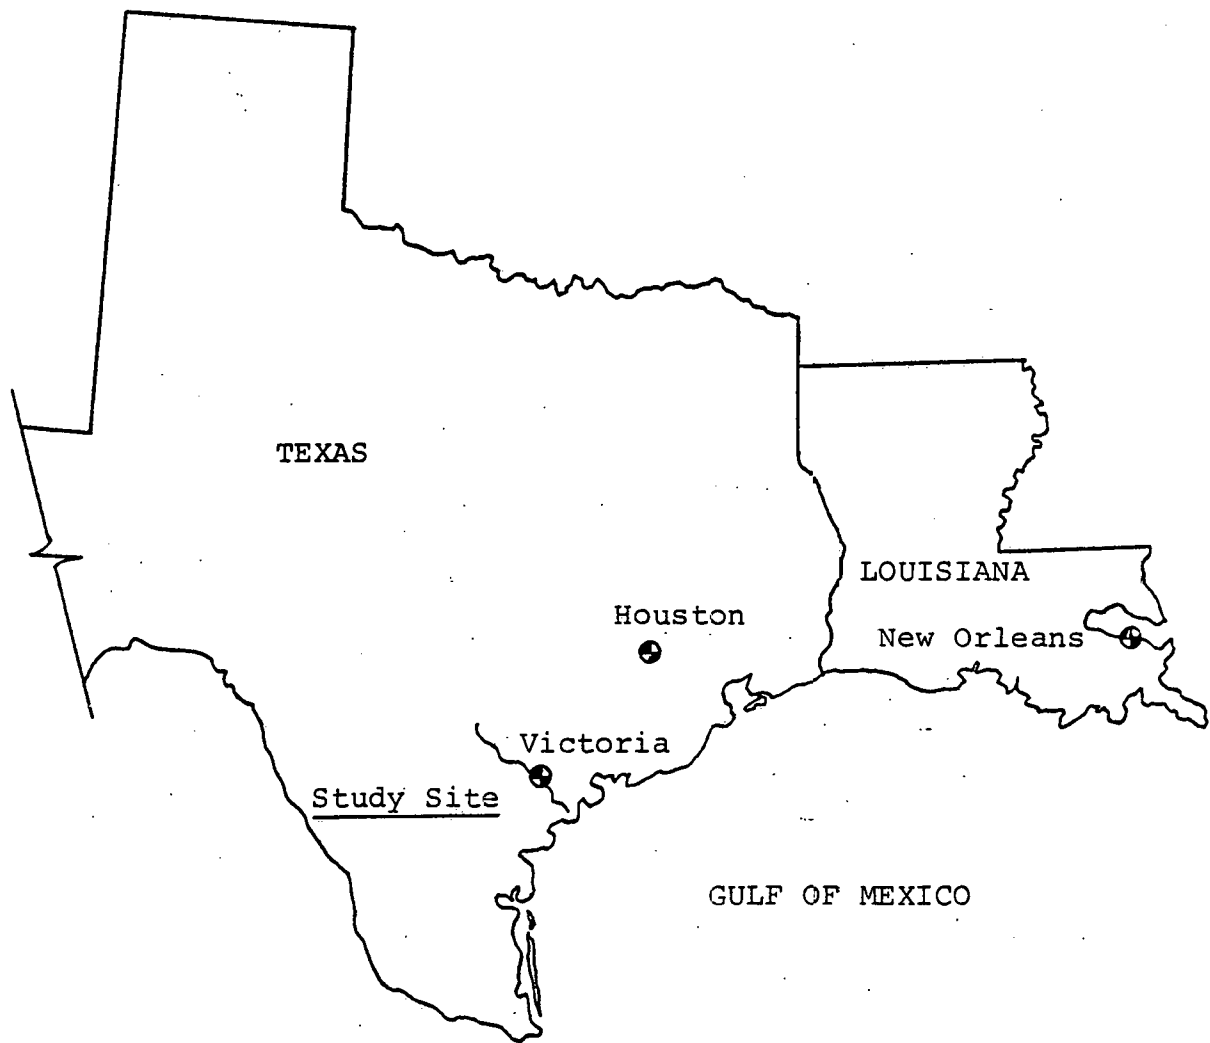 TEXAS
LOUISIANA
Houston
New Orleans
Victoria
Study Site
GULF OF MEXICO